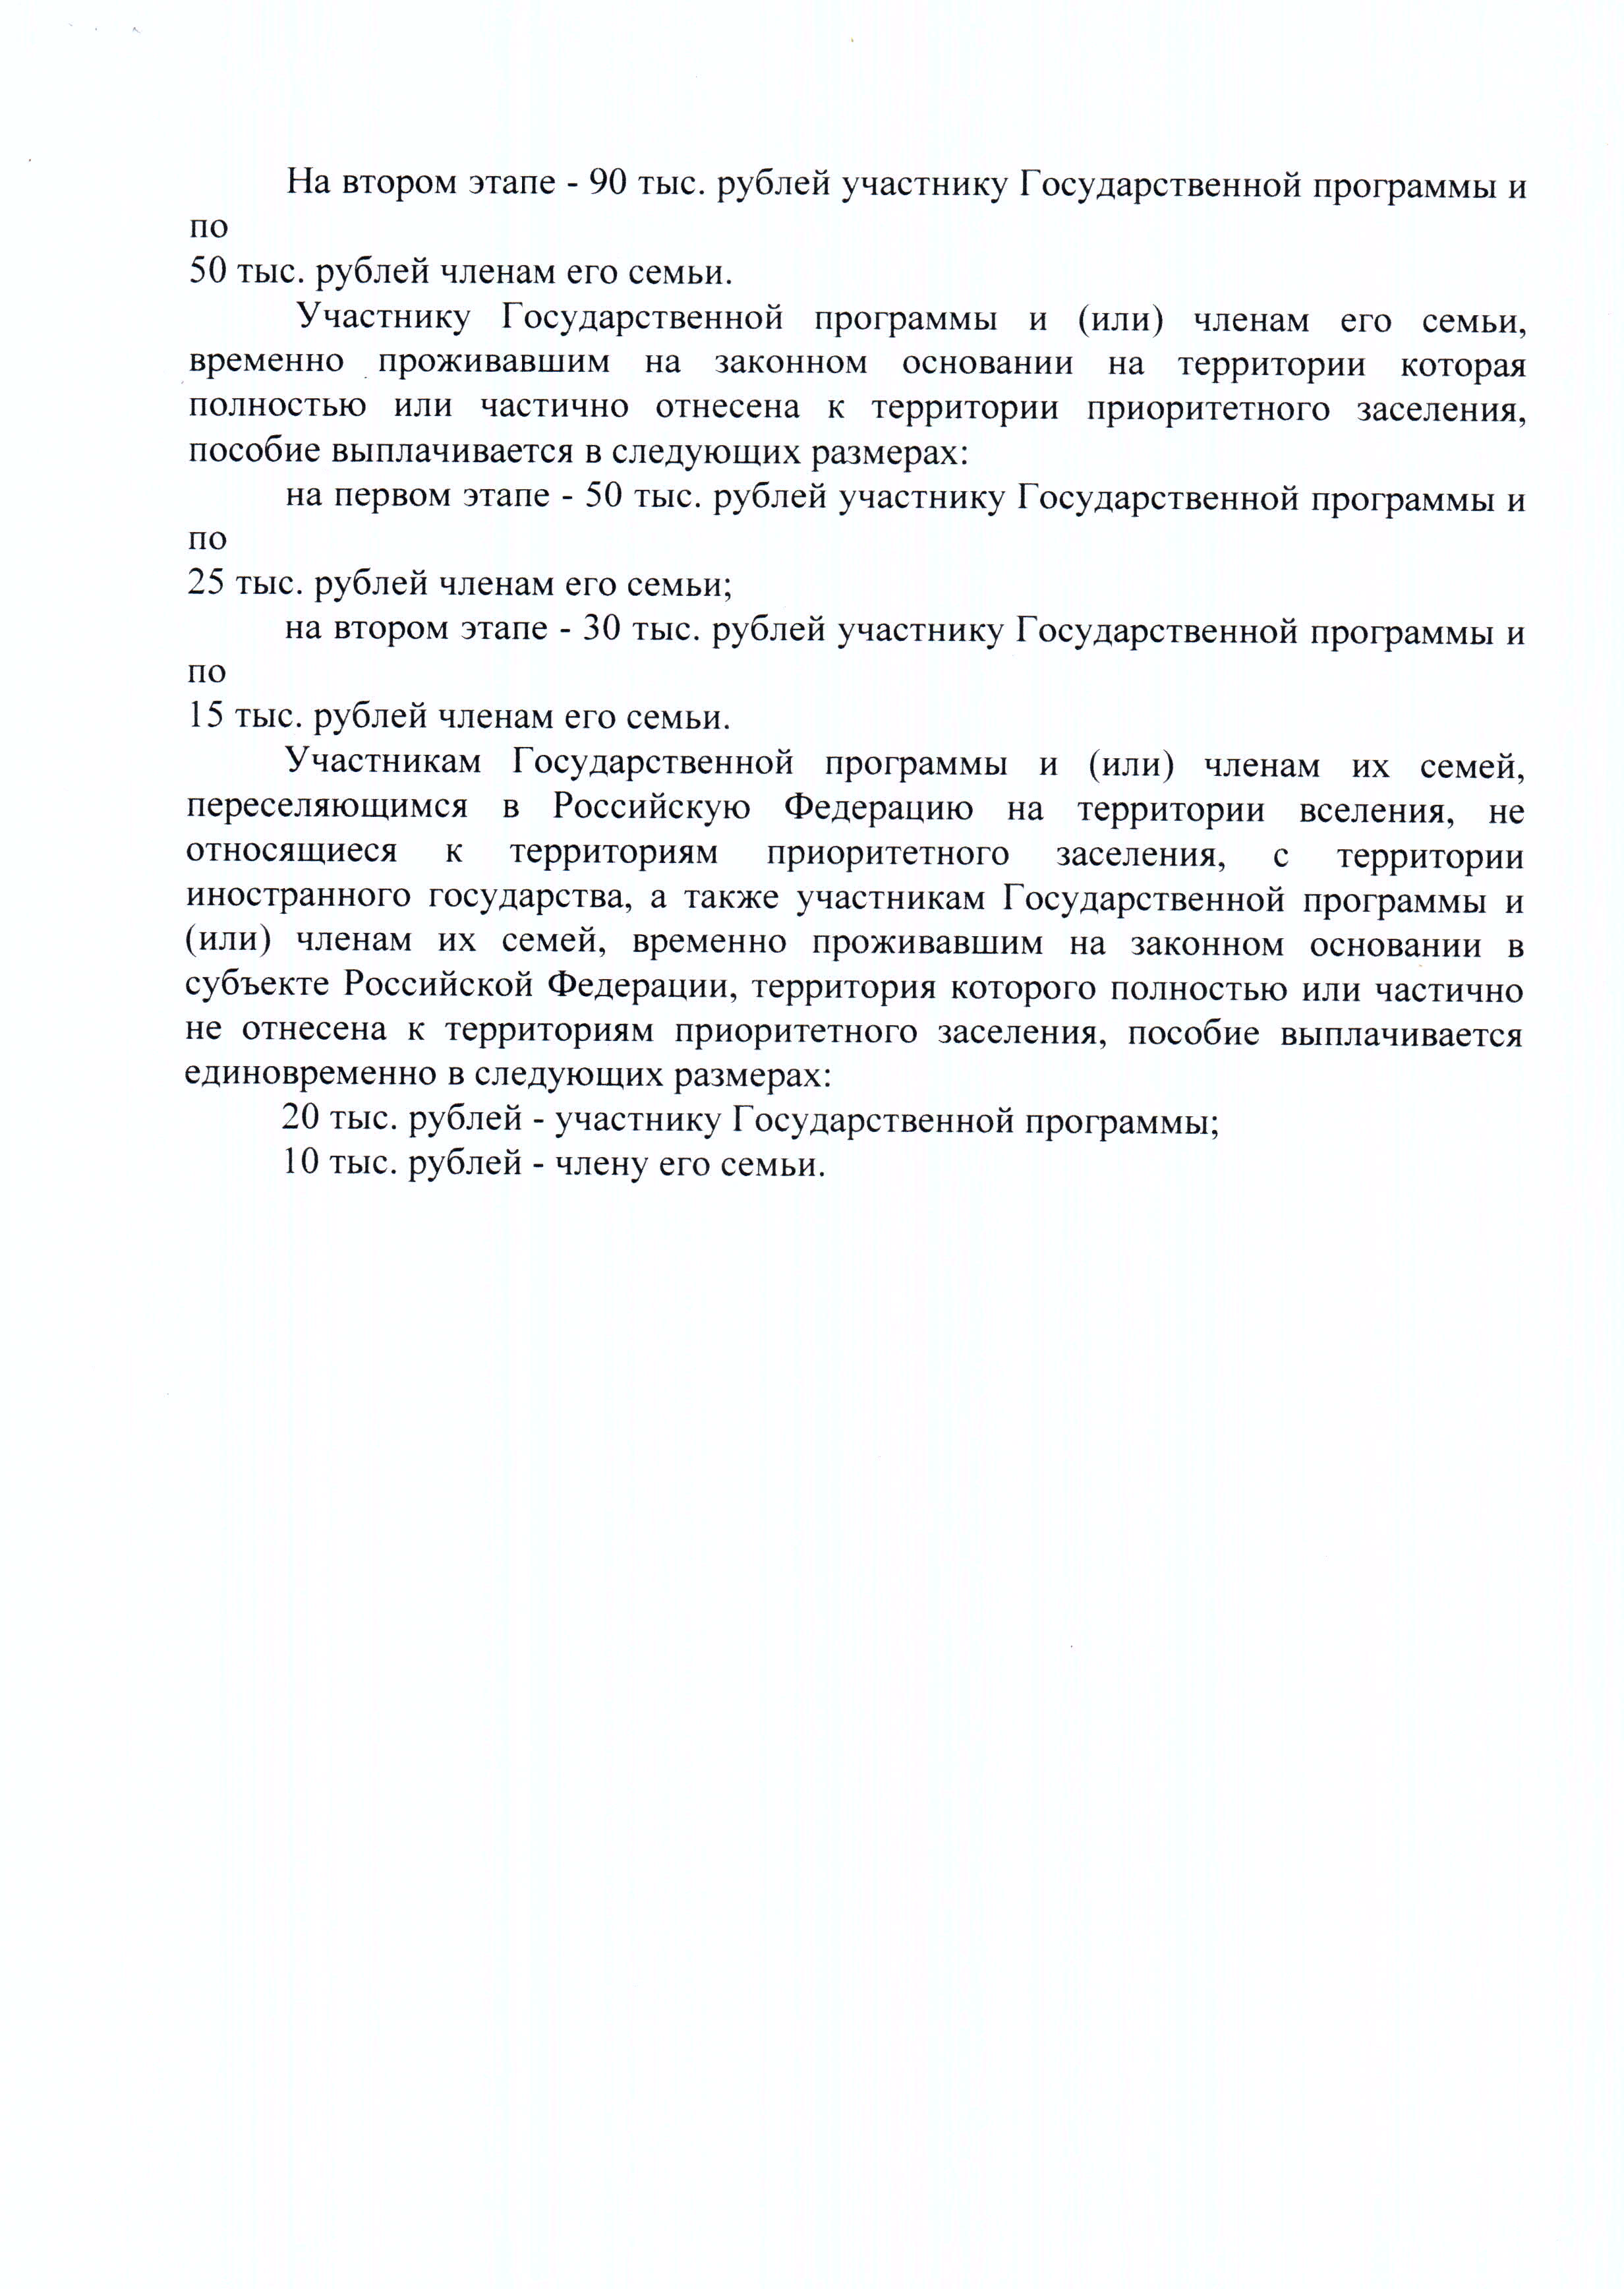 На втором этапе - 90 тыс. рублей участнику Государственной программы и
по
50 тыс. рублей членам его семьи.
Участнику Государственной программы и (или) членам его семьи,
временно проживавшим на законном основании на территории которая
полностью или частично отнесена к территории приоритетного заселения,
пособие выплачивается в следующих размерах:
на первом этапе - 50 тыс. рублей участнику Государственной программы и
по
25 тыс. рублей членам его семьи;
на втором этапе - 30 тыс. рублей участнику Государственной программы и
по
15 тыс. рублей членам его семьи.
Участникам Государственной программы и (или) членам их семей,
переселяющимся в Российскую Федерацию на территории вселения, не
относящиеся к территориям приоритетного заселения, с территории
иностранного государства, а также участникам Государственной программы и
(или) членам их семей, временно проживавшим на законном основании в
субъекте Российской Федерации, территория которого полностью или частично
не отнесена к территориям приоритетного заселения, пособие выплачивается
единовременно в следующих размерах:
20 тыс. рублей - участнику Государственной программы;
10 тыс. рублей - члену его семьи.